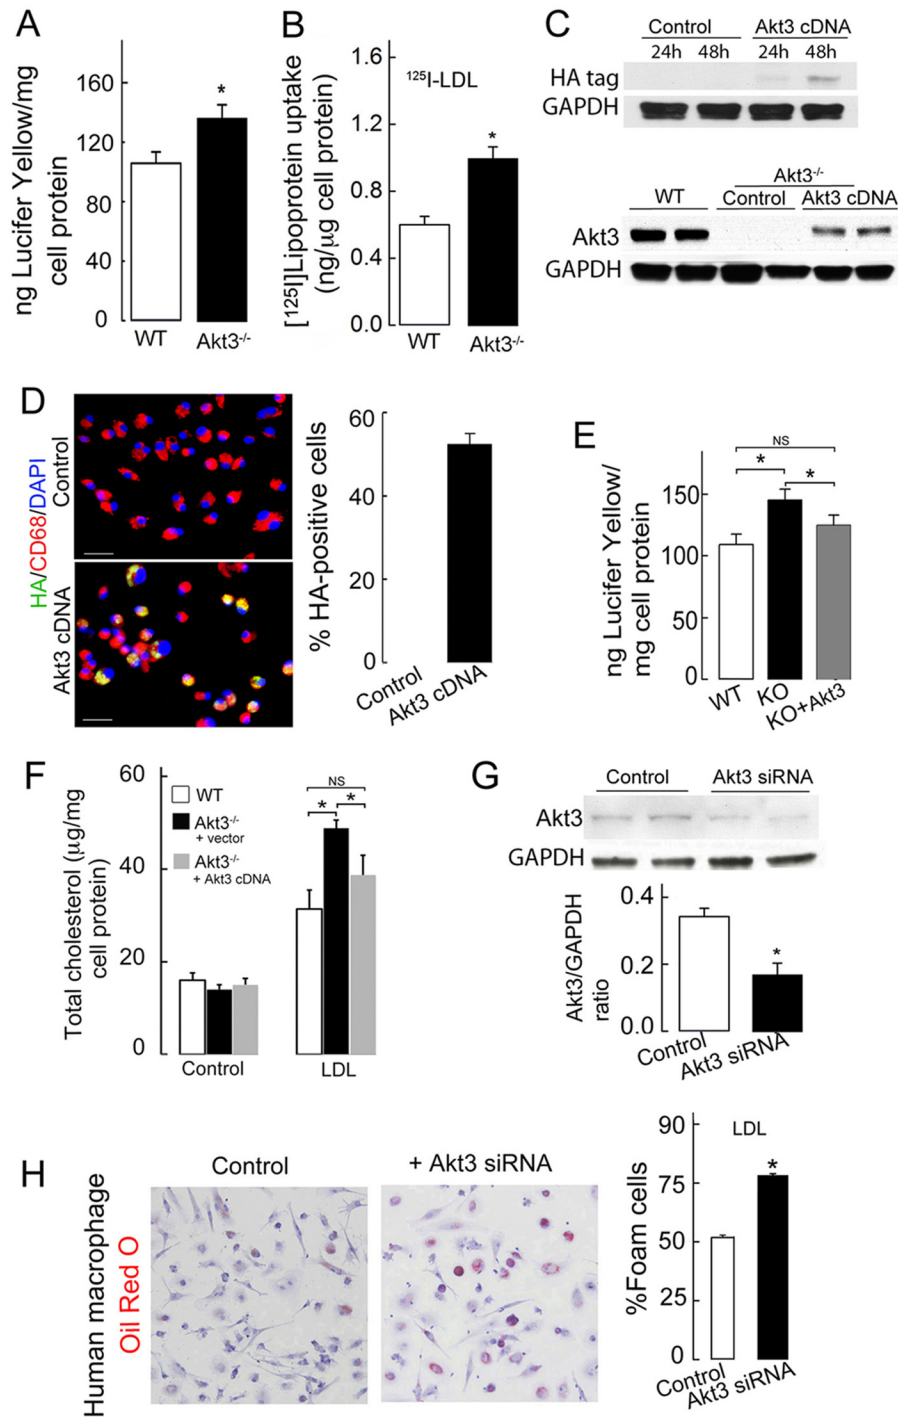 A
ng Lucifer Yellow/mg
cell protein
160
120
80
40
0
*
WT
Akt3-/-
B
[125I]Lipoprotein uptake
(ng/µg cell protein)
1.6
1.2
0.8
0.4
0.0
125I-LDL
*
WT
Akt3-/-
C
Control
Akt3 cDNA
24h 48h 24h 48h
HA tag
GAPDH
Akt3-/-
WT
Control Akt3 cDNA
Akt3
GAPDH
D
HA/CD68/DAPI
Control
Akt3 cDNA
% HA-positive cells
60
40
20
0
Control
Akt3 cDNA
E
ng Lucifer Yellow/
mg cell protein
150
100
50
0
NS
*
*
WT
KO
KO+Akt3
F
Total cholesterol (µg/mg
cell protein)
60
40
20
0
WT
Akt3-/-
+ vector
Akt3-/-
+ Akt3 cDNA
NS
*
*
Control
LDL
G
Control
Akt3 siRNA
Akt3
GAPDH
Akt3/GAPDH
ratio
0.4
0.2
0.0
*
Control
Akt3 siRNA
H
Human macrophage
Oil Red O
Control
+ Akt3 siRNA
%Foam cells
90
75
50
25
0
LDL
*
Control
Akt3 siRNA